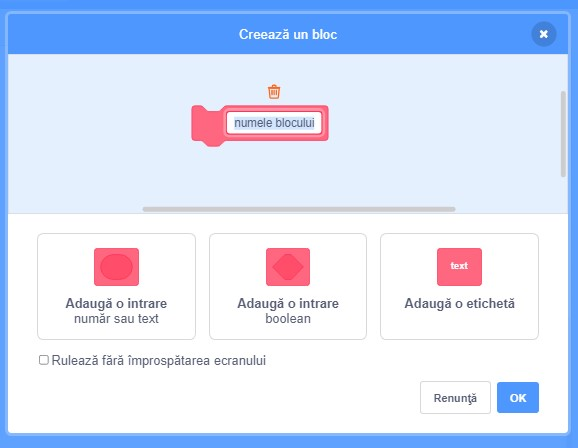 Creează un bloc
numele blocului
text
Adaugă o intrare
număr sau text
Adaugă o intrare
boolean
Adaugă o etichetă
Rulează fără împrospătarea ecranului
Renunţă
OK